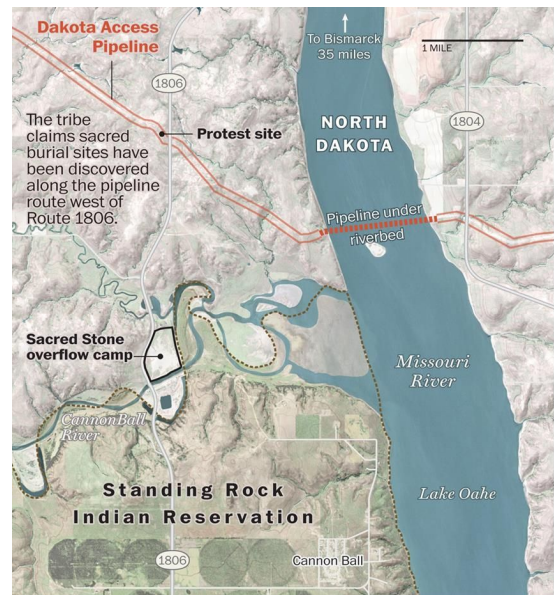 Dakota Access
Pipeline
To Bismarck
35 miles
1 MILE
1806
The tribe
claims sacred
burial sites have
been discovered
along the pipeline
route west of
Route 1806.
Protest site
NORTH
DAKOTA
1804
Pipeline under
riverbed
Sacred Stone
overflow camp
Missouri
River
CannonBall
River
Standing Rock
Indian Reservation
Lake Oahe
1806
Cannon Ball